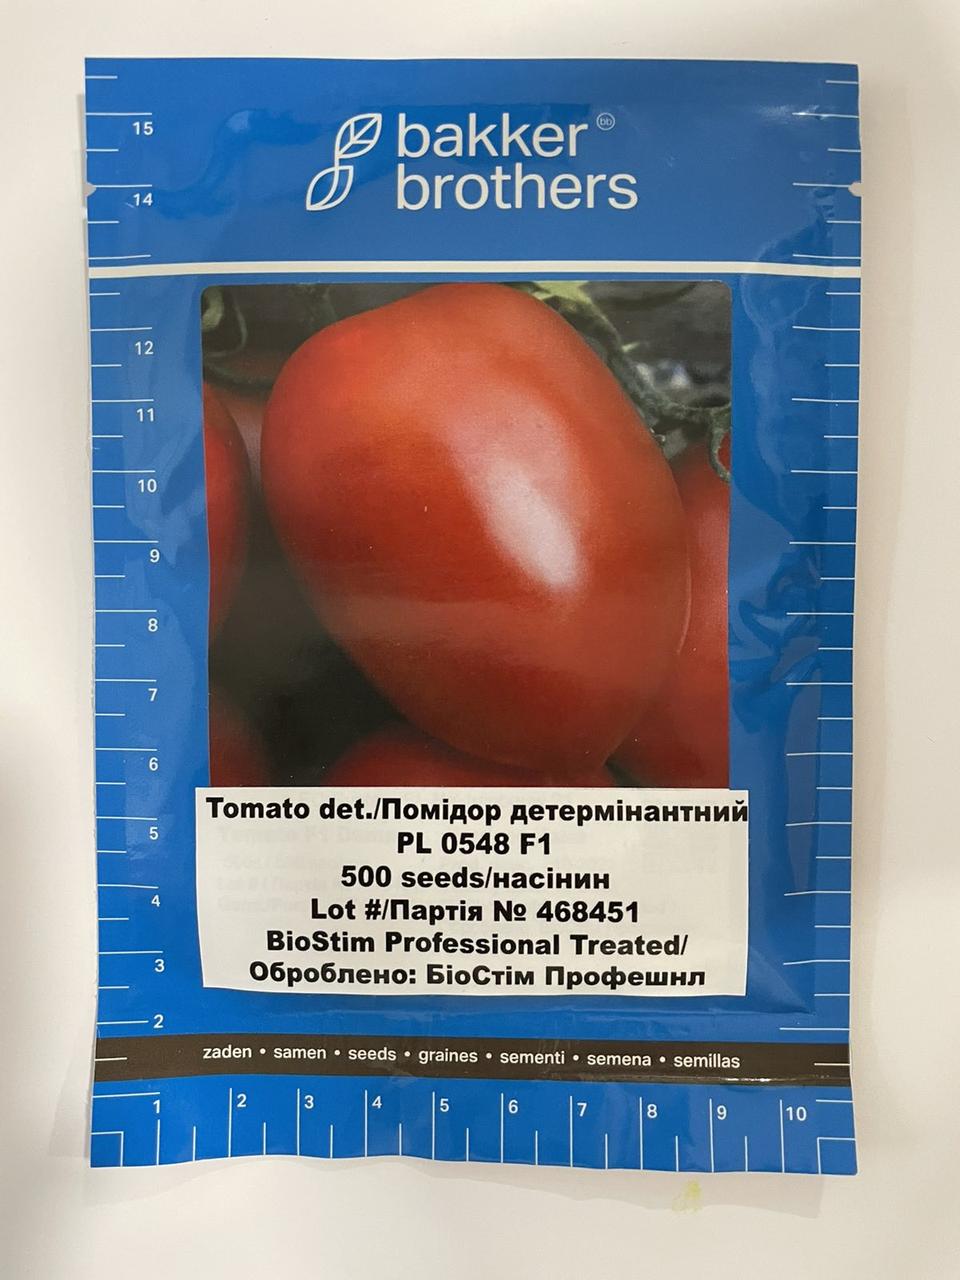 bakker bb
brothers
15
14
12
11
10
9
8
7
6
5
4
3
2
Tomato det./Помідор детермінантний
PL 0548 F1
500 seeds/насінин
Lot #/Партія № 468451
BioStim Professional Treated/
Оброблено: БіоСтім Профешнл
zaden • samen • seeds • graines • sementi • semena • semillas
1 2 3 4 5 6 7 8 9 10